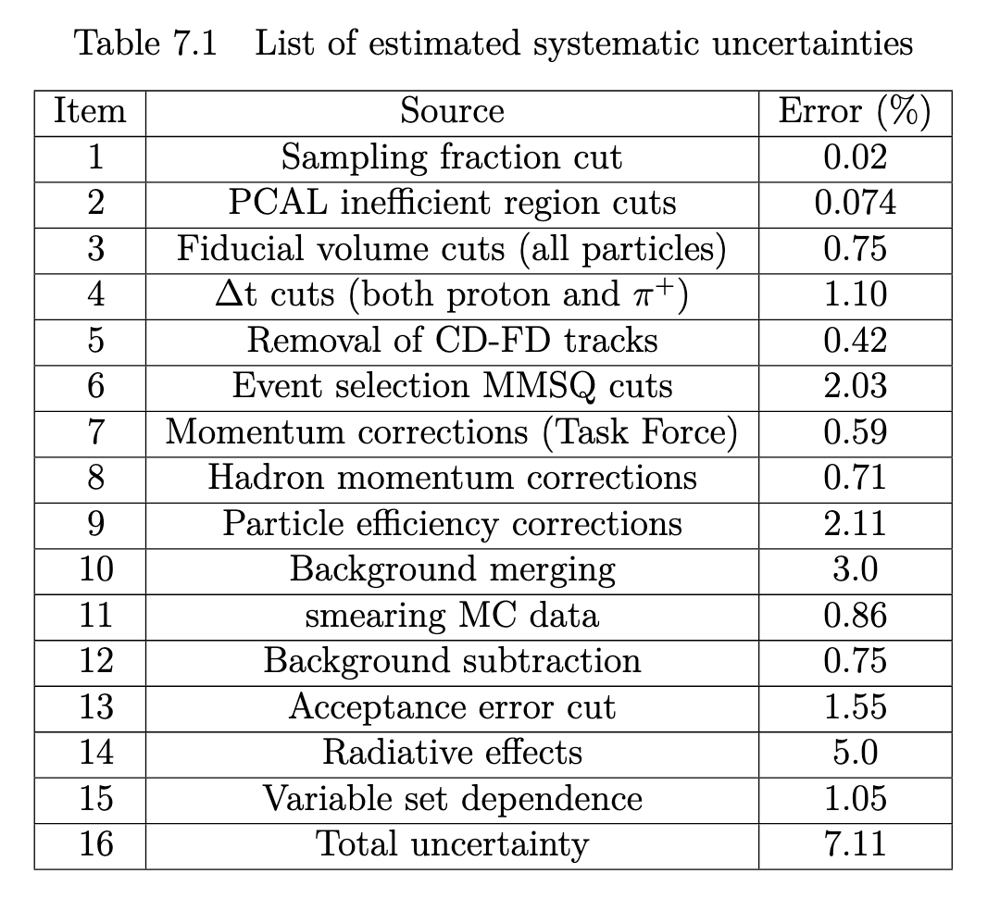 Table 7.1 List of estimated systematic uncertainties
Item Source Error (%)
1 Sampling fraction cut 0.02
2 PCAL inefficient region cuts 0.074
3 Fiducial volume cuts (all particles) 0.75
4 Δt cuts (both proton and π⁺) 1.10
5 Removal of CD-FD tracks 0.42
6 Event selection MMSQ cuts 2.03
7 Momentum corrections (Task Force) 0.59
8 Hadron momentum corrections 0.71
9 Particle efficiency corrections 2.11
10 Background merging 3.0
11 smearing MC data 0.86
12 Background subtraction 0.75
13 Acceptance error cut 1.55
14 Radiative effects 5.0
15 Variable set dependence 1.05
16 Total uncertainty 7.11